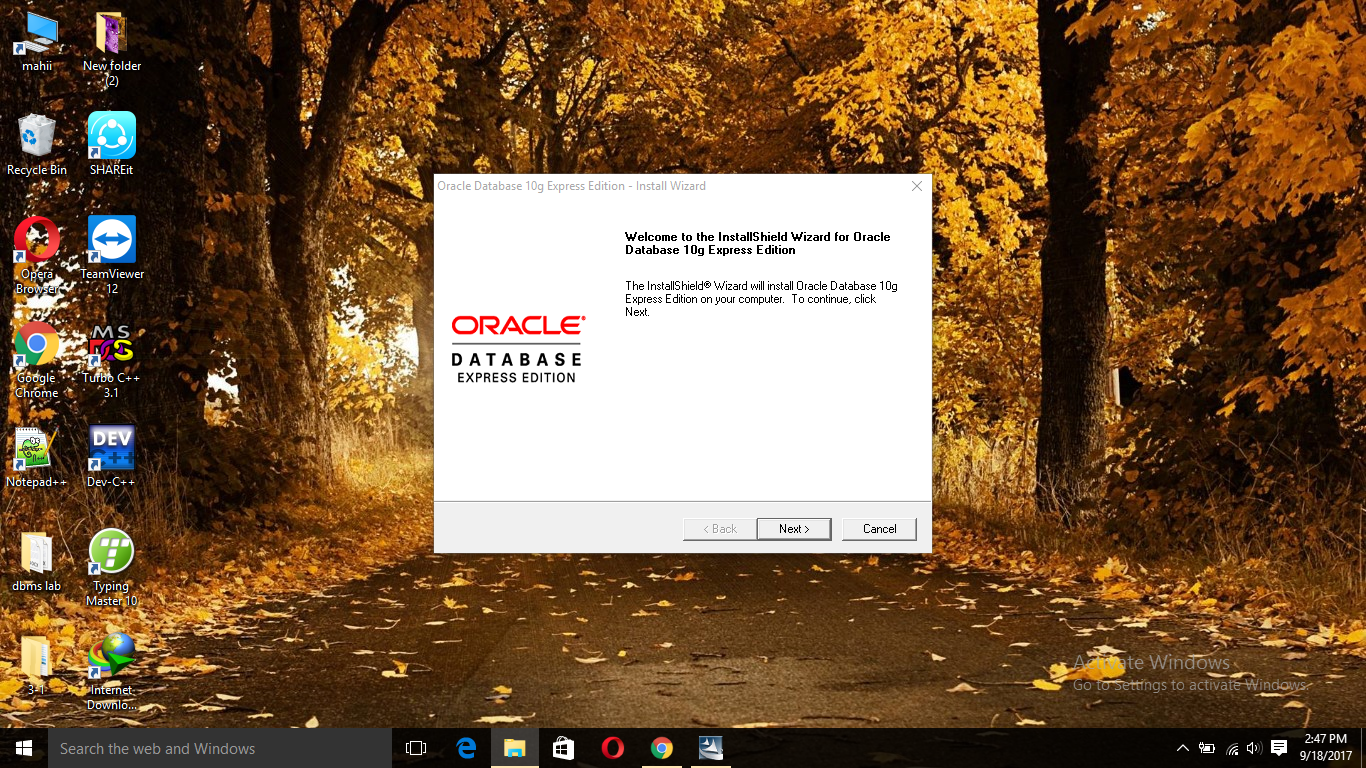 mahii
New folder
(2)
Recycle Bin
SHAREit
Opera
Browser
TeamViewer
12
Google
Chrome
MS
Turbo C++
3.1
Notepad++
DEV
C++
Dev-C++
dbms lab
T
Typing
Master 10
3-1
Internet
Downlo...
Oracle Database 10g Express Edition - Install Wizard
Welcome to the InstallShield Wizard for Oracle
Database 10g Express Edition
The InstallShield® Wizard will install Oracle Database 10g
Express Edition on your computer. To continue, click
Next.
ORACLE®
DATABASE
EXPRESS EDITION
< Back
Next >
Cancel
Activate Windows
Go to Settings to activate Windows.
Search the web and Windows
2:47 PM
9/18/2017